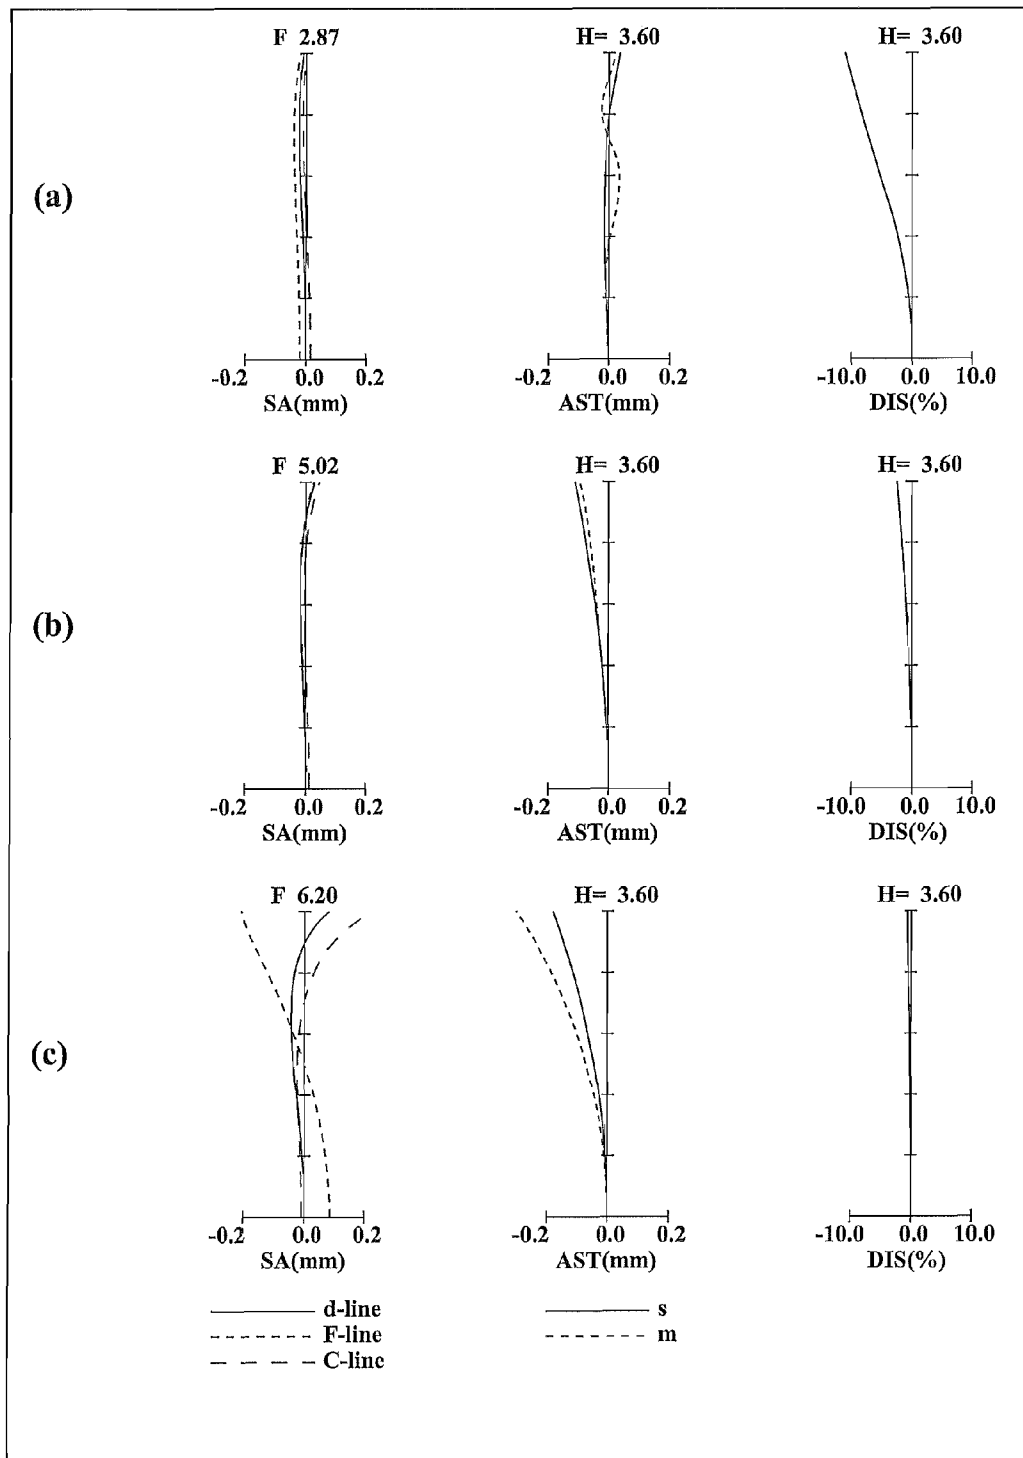 F 2.87 H= 3.60 H= 3.60
(a)
-0.2 0.0 0.2 -0.2 0.0 0.2 -10.0 0.0 10.0
SA(mm) AST(mm) DIS(%)
F 5.02 H= 3.60 H= 3.60
(b)
-0.2 0.0 0.2 -0.2 0.0 0.2 -10.0 0.0 10.0
SA(mm) AST(mm) DIS(%)
F 6.20 H= 3.60 H= 3.60
(c)
-0.2 0.0 0.2 -0.2 0.0 0.2 -10.0 0.0 10.0
SA(mm) AST(mm) DIS(%)
d-line s
F-line m
C-line